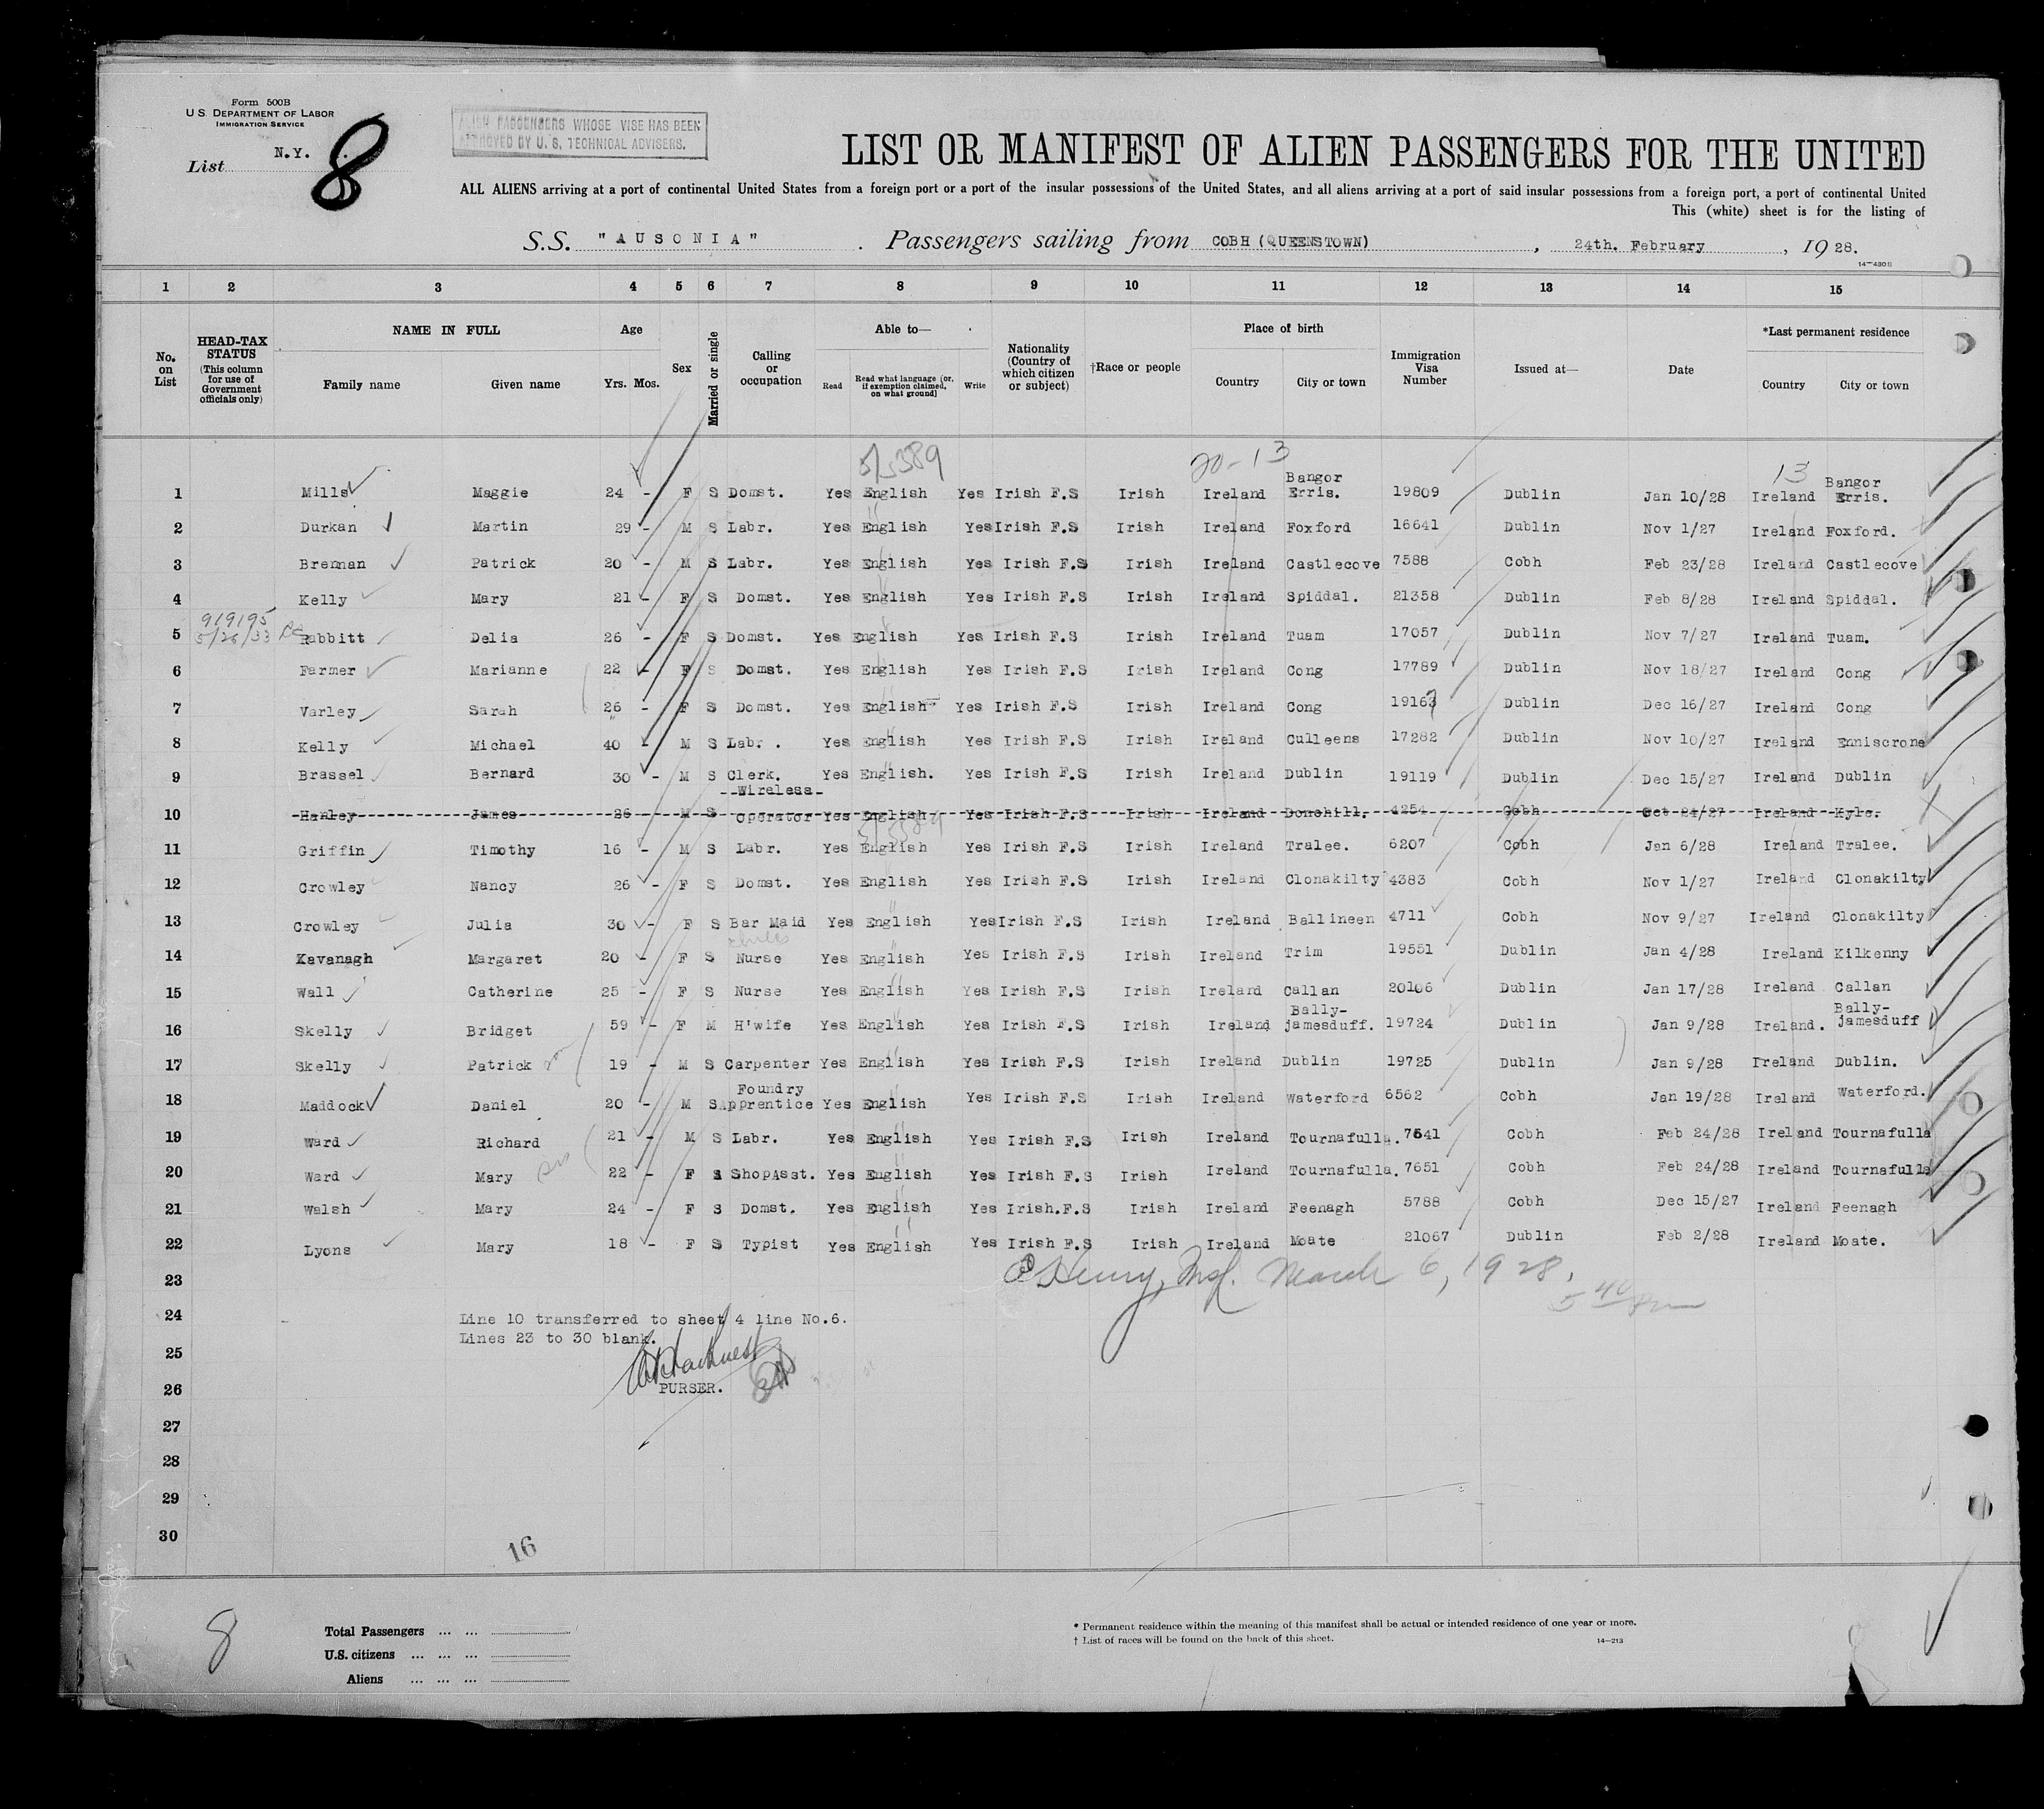 Form 500B
U.S. DEPARTMENT OF LABOR
IMMIGRATION SERVICE
N.Y.
List 8
ALIEN PASSENGERS WHOSE VISE HAS BEEN
APPROVED BY U. S. TECHNICAL ADVISERS.
LIST OR MANIFEST OF ALIEN PASSENGERS FOR THE UNITED
ALL ALIENS arriving at a port of continental United States from a foreign port or a port of the insular possessions of the United States, and all aliens arriving at a port of said insular possessions from a foreign port, a port of continental United
This (white) sheet is for the listing of
S.S. "AUSONIA" . Passengers sailing from COBH (QUEENSTOWN) , 24th. February , 19 28.
14—430B
1 2 3 4 5 6 7 8 9 10 11 12 13 14 15
No. on List
HEAD-TAX STATUS (This column for use of Government officials only)
NAME IN FULL
Family name Given name
Age
Yrs. Mos.
Sex
Married or single
Calling or occupation
Able to—
Read Read what language (or, if exemption claimed, on what ground) Write
Nationality (Country of which citizen or subject)
†Race or people
Place of birth
Country City or town
Immigration Visa Number
Issued at—
Date
*Last permanent residence
Country City or town
5/5389 20-13 13
1 Mills Maggie 24 - F S Domst. Yes English Yes Irish F.S Irish Ireland Bangor Erris. 19809 Dublin Jan 10/28 Ireland Bangor Erris.
2 Durkan Martin 29 - M S Labr. Yes English Yes Irish F.S Irish Ireland Foxford 16641 Dublin Nov 1/27 Ireland Foxford.
3 Brennan Patrick 20 - M S Labr. Yes English Yes Irish F.S Irish Ireland Castlecove 7588 Cobh Feb 23/28 Ireland Castlecove
4 Kelly Mary 21 - F S Domst. Yes English Yes Irish F.S Irish Ireland Spiddal. 21358 Dublin Feb 8/28 Ireland Spiddal.
919195
5/26/33
5 Rabbitt Delia 26 - F S Domst. Yes English Yes Irish F.S Irish Ireland Tuam 17057 Dublin Nov 7/27 Ireland Tuam.
6 Farmer Marianne 22 - F S Domst. Yes English Yes Irish F.S Irish Ireland Cong 17789 Dublin Nov 18/27 Ireland Cong
7 Varley Sarah 26 - F S Domst. Yes English Yes Irish F.S Irish Ireland Cong 19163 Dublin Dec 16/27 Ireland Cong
8 Kelly Michael 40 - M S Labr. . Yes English Yes Irish F.S Irish Ireland Culleens 17282 Dublin Nov 10/27 Ireland Enniscrone
9 Brassel Bernard 30 - M S Clerk. Yes English. Yes Irish F.S Irish Ireland Dublin 19119 Dublin Dec 15/27 Ireland Dublin
10 Hanley James 26 M S Wireless Operator Yes English Yes Irish F.S Irish Ireland Donohill. 4254 Cobh Oct 24/27 Ireland Kyle.
11 Griffin Timothy 16 - M S Labr. Yes English Yes Irish F.S Irish Ireland Tralee. 6207 Cobh Jan 6/28 Ireland Tralee.
12 Crowley Nancy 26 - F S Domst. Yes English Yes Irish F.S Irish Ireland Clonakilty 4383 Cobh Nov 1/27 Ireland Clonakilty
13 Crowley Julia 30 - F S Bar Maid Yes English Yes Irish F.S Irish Ireland Ballineen 4711 Cobh Nov 9/27 Ireland Clonakilty
14 Kavanagh Margaret 20 - F S Nurse Yes English Yes Irish F.S Irish Ireland Trim 19551 Dublin Jan 4/28 Ireland Kilkenny
15 Wall Catherine 25 - F S Nurse Yes English Yes Irish F.S Irish Ireland Callan 20106 Dublin Jan 17/28 Ireland Callan
16 Skelly Bridget 59 - F M H'wife Yes English Yes Irish F.S Irish Ireland Bally-jamesduff. 19724 Dublin Jan 9/28 Ireland. Bally-jamesduff
17 Skelly Patrick son 19 - M S Carpenter Yes English Yes Irish F.S Irish Ireland Dublin 19725 Dublin Jan 9/28 Ireland Dublin.
18 Maddock Daniel 20 - M S Foundry Apprentice Yes English Yes Irish F.S Irish Ireland Waterford 6562 Cobh Jan 19/28 Ireland Waterford.
19 Ward Richard 21 - M S Labr. Yes English Yes Irish F.S Irish Ireland Tournafulla. 7641 Cobh Feb 24/28 Ireland Tournafulla
20 Ward Mary sis 22 - F S ShopAsst. Yes English Yes Irish F.S Irish Ireland Tournafulla. 7651 Cobh Feb 24/28 Ireland Tournafulla
21 Walsh Mary 24 - F S Domst. Yes English Yes Irish.F.S Irish Ireland Feenagh 5788 Cobh Dec 15/27 Ireland Feenagh
22 Lyons Mary 18 - F S Typist Yes English Yes Irish F.S Irish Ireland Moate 21067 Dublin Feb 2/28 Ireland Moate.
23 Henry, Insp. March 6, 1928,
5 40 pm
24 Line 10 transferred to sheet 4 line No.6.
Lines 23 to 30 blank.
25
26 PURSER.
27
28
29
30
16
8
Total Passengers ... ...
U.S. citizens ... ... ...
Aliens ... ... ...
* Permanent residence within the meaning of this manifest shall be actual or intended residence of one year or more.
† List of races will be found on the back of this sheet.
14—213